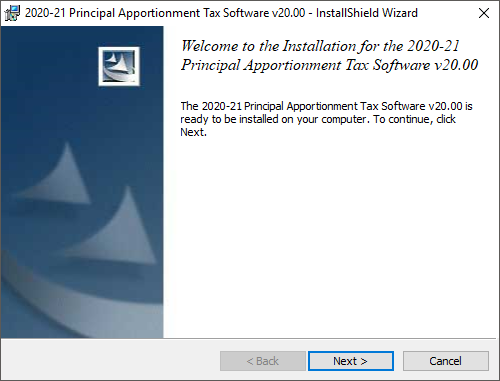 2020-21 Principal Apportionment Tax Software v20.00 - InstallShield Wizard
Welcome to the Installation for the 2020-21
Principal Apportionment Tax Software v20.00
The 2020-21 Principal Apportionment Tax Software v20.00 is
ready to be installed on your computer. To continue, click
Next.
< Back
Next >
Cancel